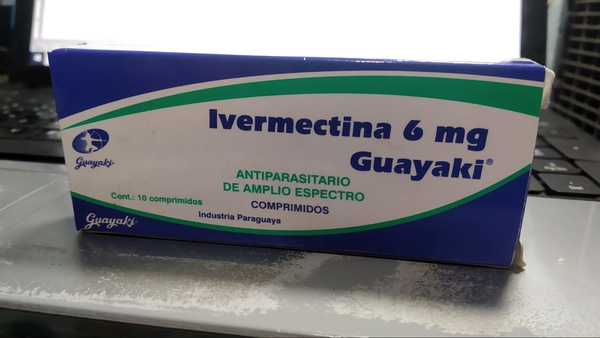 Ivermectina 6 mg
Guayaki®
Guayaki
ANTIPARASITARIO
DE AMPLIO ESPECTRO
Cont.: 10 comprimidos
COMPRIMIDOS
Guayaki
Industria Paraguaya